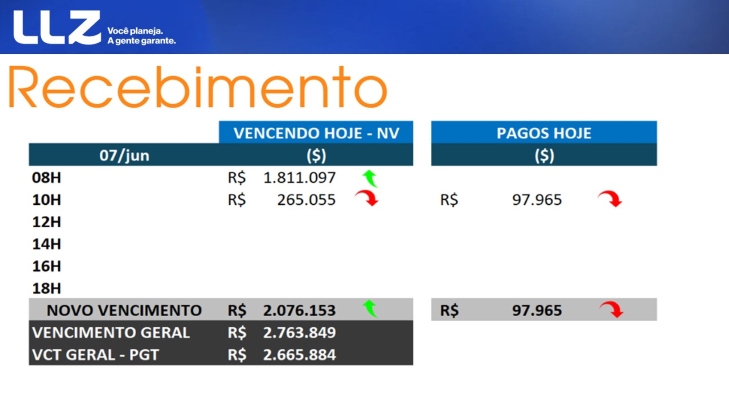 LLZ Você planeja.
A gente garante.
Recebimento
VENCENDO HOJE - NV PAGOS HOJE
07/jun ($) ($)
08H R$ 1.811.097
10H R$ 265.055 R$ 97.965
12H
14H
16H
18H
NOVO VENCIMENTO R$ 2.076.153 R$ 97.965
VENCIMENTO GERAL R$ 2.763.849
VCT GERAL - PGT R$ 2.665.884